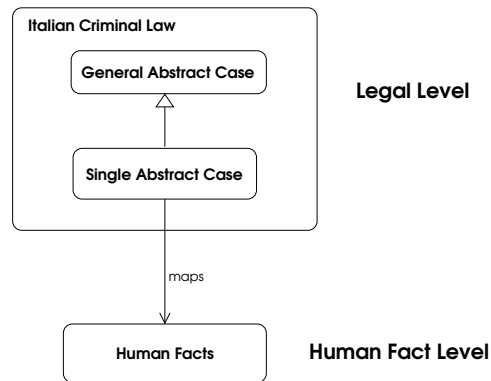 Italian Criminal Law
General Abstract Case
Legal Level
Single Abstract Case
maps
Human Facts
Human Fact Level